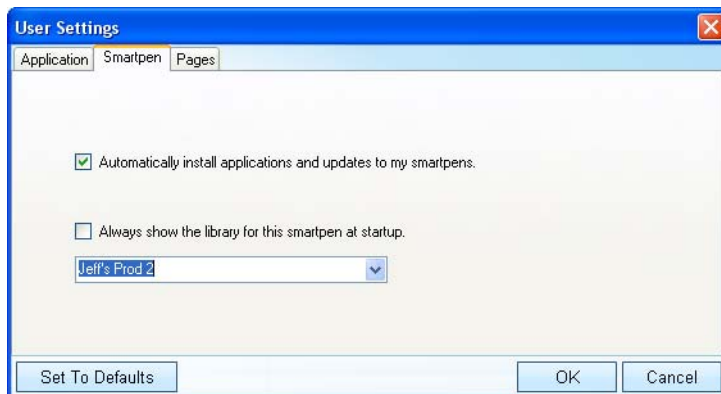 User Settings
Application Smartpen Pages
Automatically install applications and updates to my smartpens.
Always show the library for this smartpen at startup.
Jeff's Prod 2
Set To Defaults OK Cancel